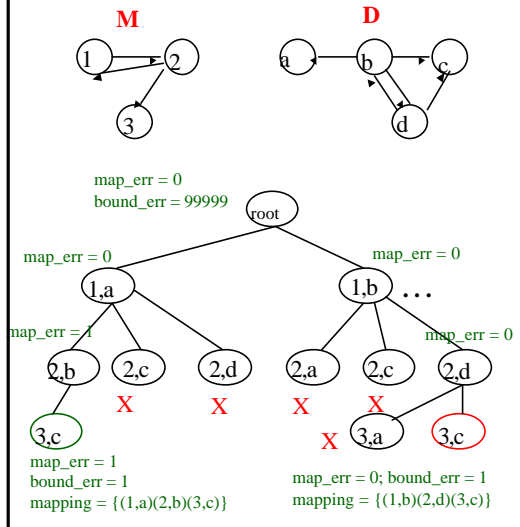 M D
1 2
a b c
3
d
map_err = 0
bound_err = 99999
root
map_err = 0 map_err = 0
1,a 1,b ...
map_err = 1 map_err = 0
2,b 2,c 2,d 2,a 2,c 2,d
X X X X
3,c X 3,a 3,c
map_err = 1
bound_err = 1
mapping = {(1,a)(2,b)(3,c)}
map_err = 0; bound_err = 1
mapping = {(1,b)(2,d)(3,c)}